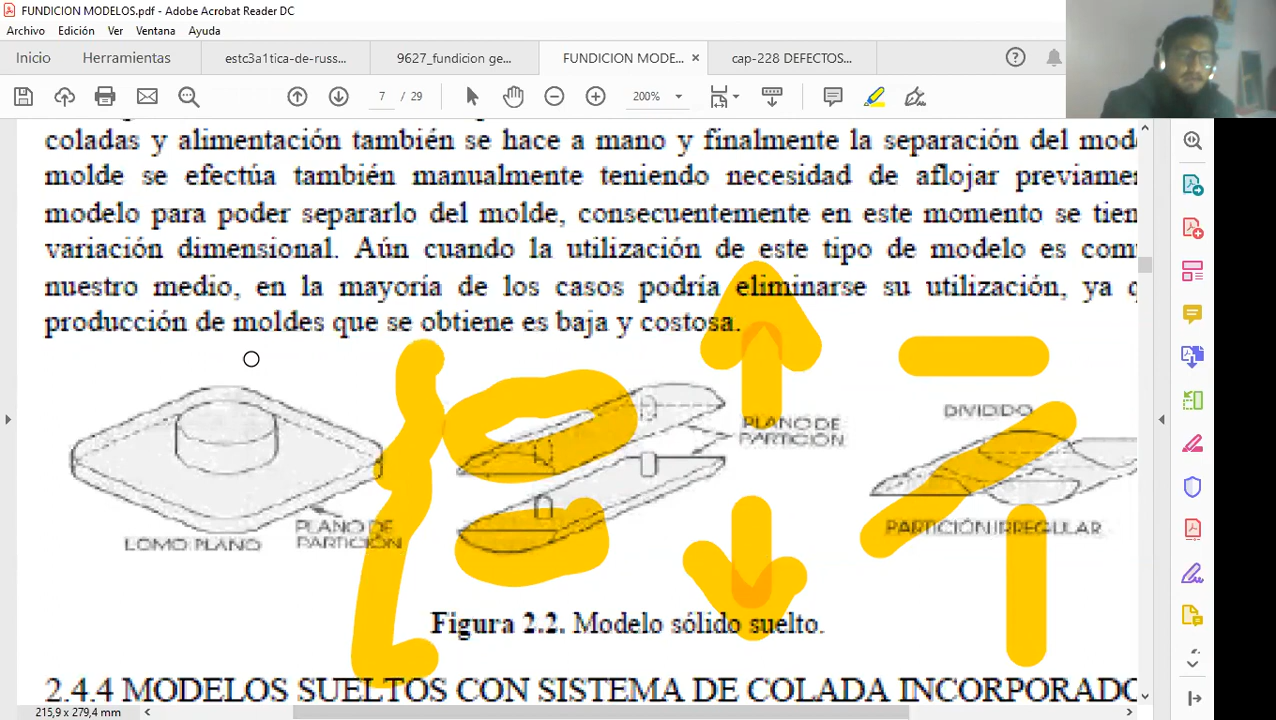 FUNDICION MODELOS.pdf - Adobe Acrobat Reader DC
Archivo Edición Ver Ventana Ayuda
Inicio Herramientas estc3a1tica-de-russ... 9627_fundicion ge... FUNDICION MODE... × cap-228 DEFECTOS...
7 / 29 200%
coladas y alimentación también se hace a mano y finalmente la separación del mod
molde se efectúa también manualmente teniendo necesidad de aflojar previame
modelo para poder separarlo del molde, consecuentemente en este momento se tien
variación dimensional. Aún cuando la utilización de este tipo de modelo es com
nuestro medio, en la mayoría de los casos podría eliminarse su utilización, ya
producción de moldes que se obtiene es baja y costosa.
DIVIDIDO
PLANO DE
PARTICIÓN
PLANO DE
PARTICIÓN
PARTICIÓN IRREGULAR
LOMO PLANO
Figura 2.2. Modelo sólido suelto.
2.4.4 MODELOS SUELTOS CON SISTEMA DE COLADA INCORPORADO
215,9 x 279,4 mm